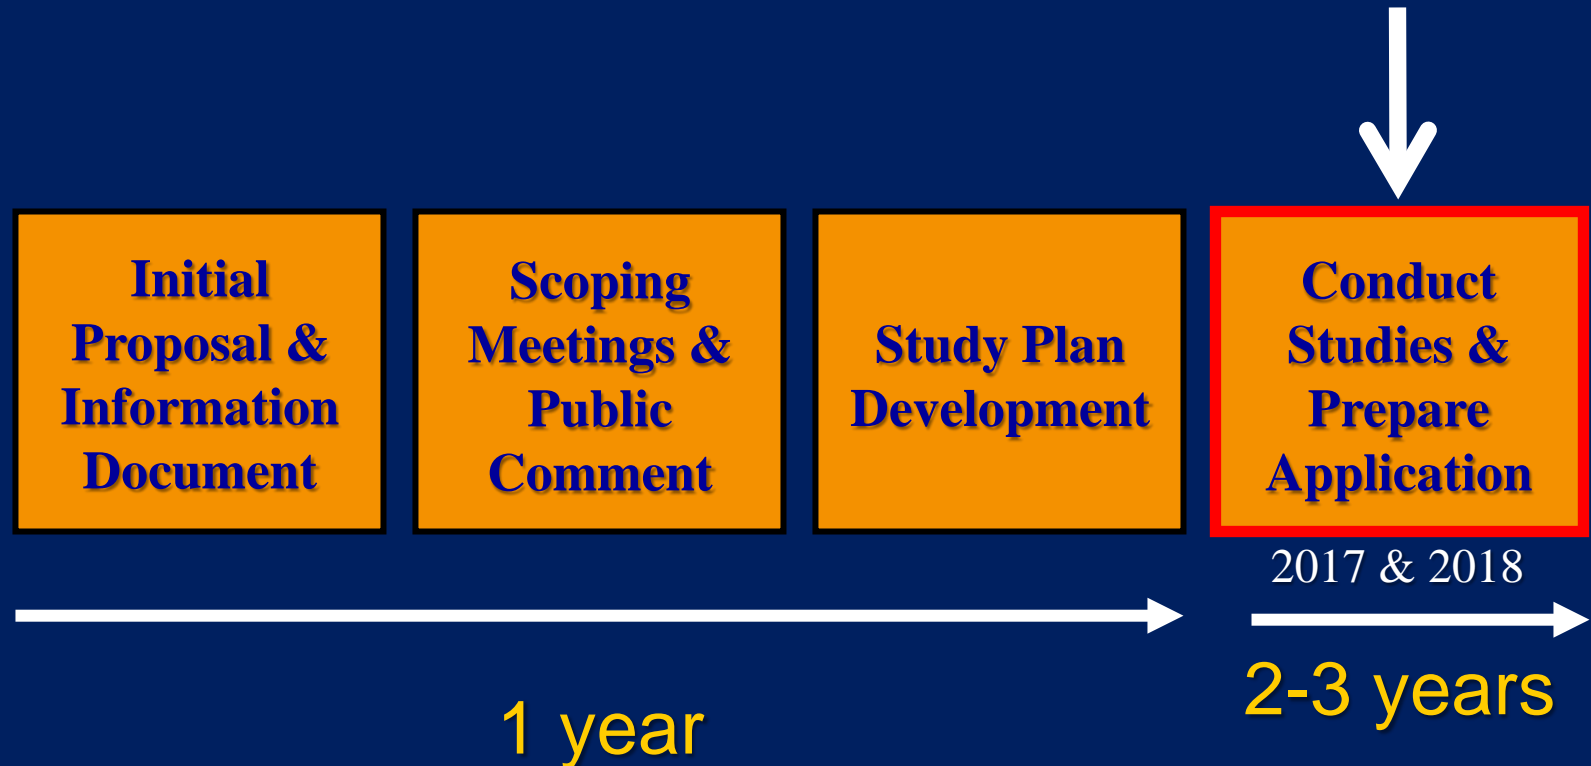 Initial
Proposal &
Information
Document
Scoping
Meetings &
Public
Comment
Study Plan
Development
Conduct
Studies &
Prepare
Application
2017 & 2018
1 year
2-3 years